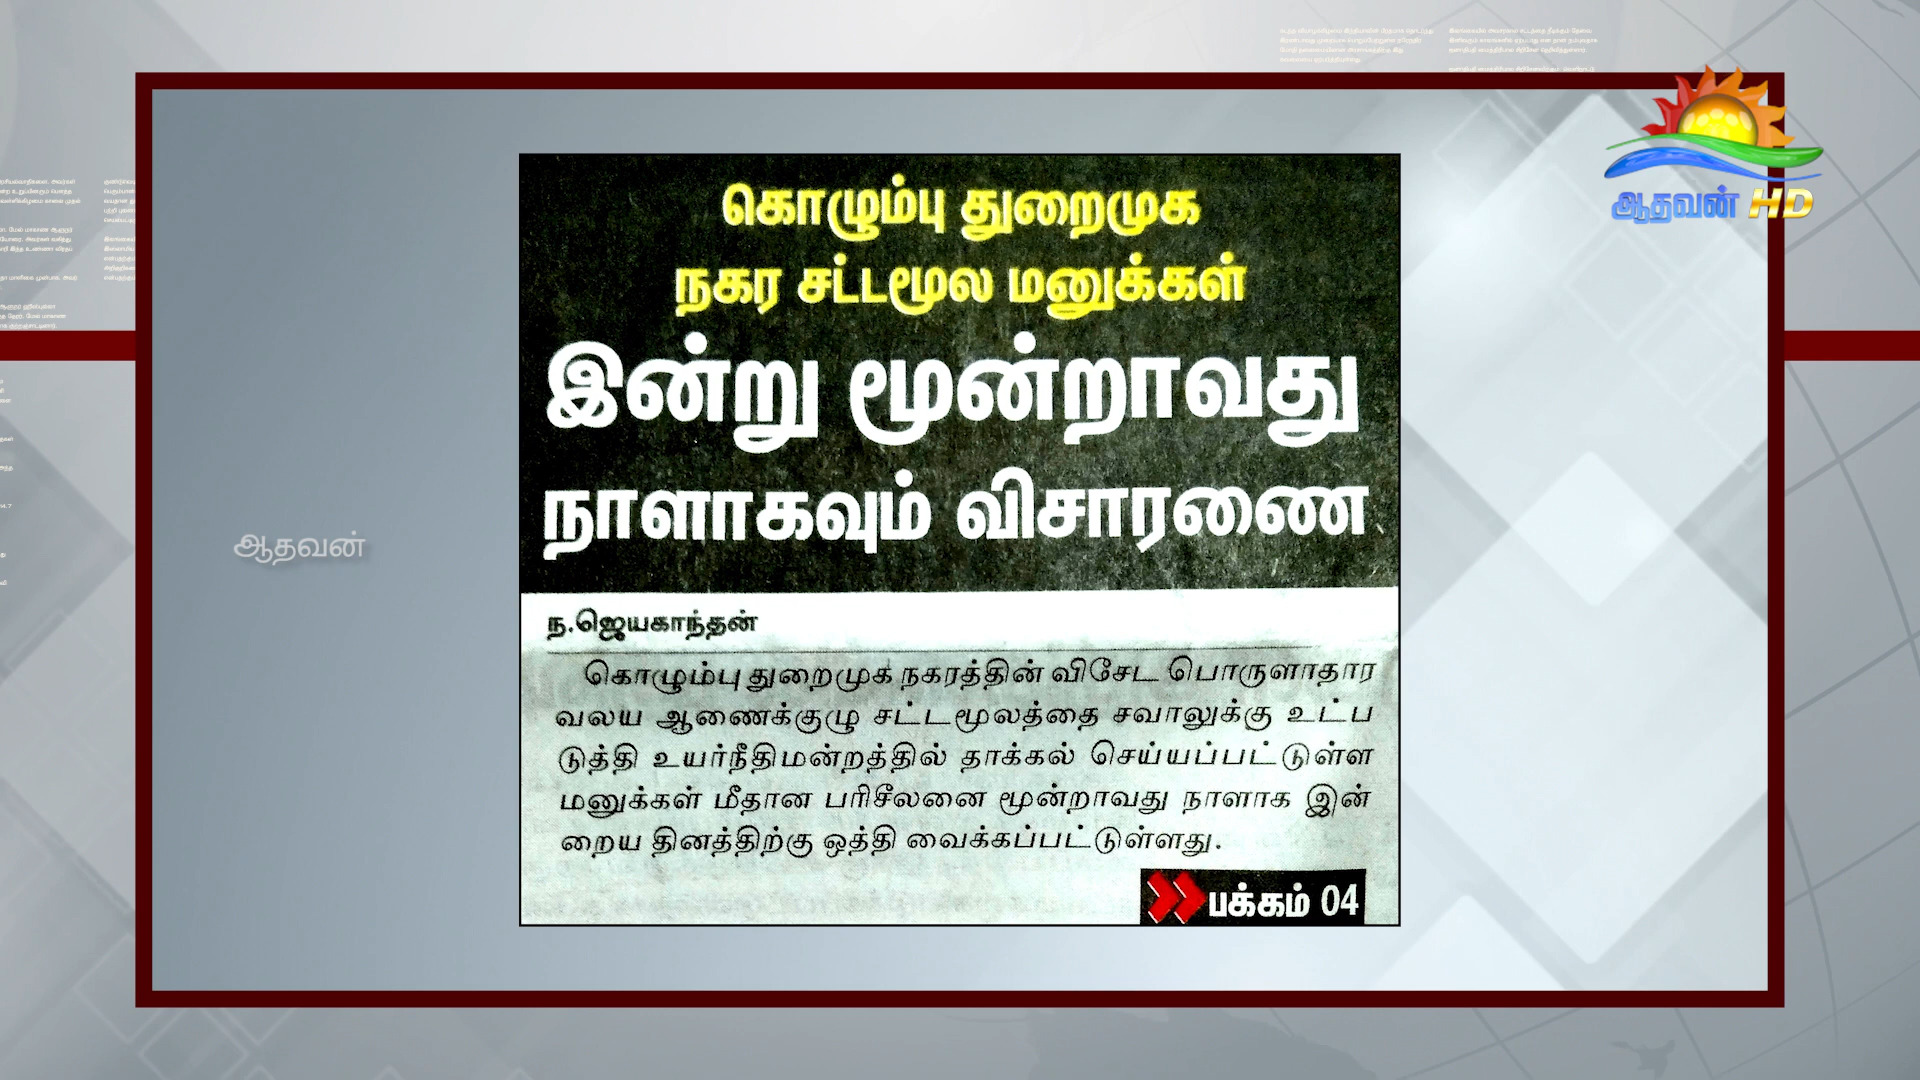 ஆதவன் HD
கொழும்பு துறைமுக
நகர சட்டமூல மனுக்கள்
இன்று மூன்றாவது
நாளாகவும் விசாரணை
ந.ஜெயகாந்தன்
கொழும்பு துறைமுக நகரத்தின் விசேட பொருளாதார
வலய ஆணைக்குழு சட்டமூலத்தை சவாலுக்கு உட்ப
டுத்தி உயர்நீதிமன்றத்தில் தாக்கல் செய்யப்பட்டுள்ள
மனுக்கள் மீதான பரிசீலனை மூன்றாவது நாளாக இன்
றைய தினத்திற்கு ஒத்தி வைக்கப்பட்டுள்ளது.
பக்கம் 04
ஆதவன்